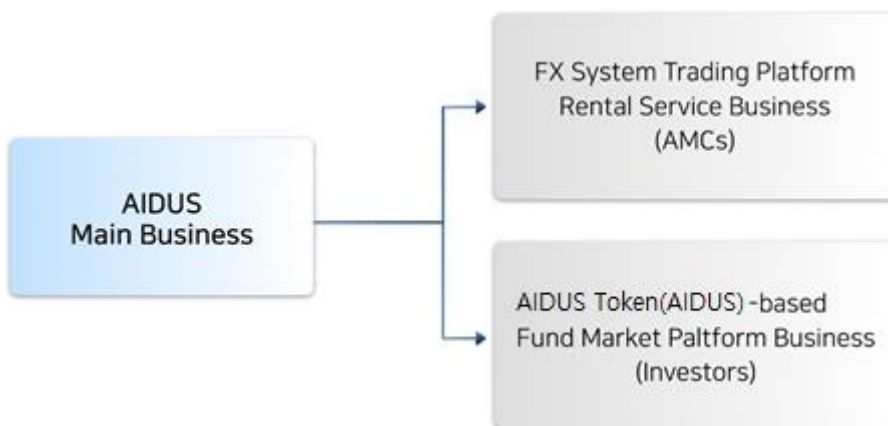 AIDUS
Main Business
FX System Trading Platform
Rental Service Business
(AMCs)
AIDUS Token(AIDUS) -based
Fund Market Paltform Business
(Investors)